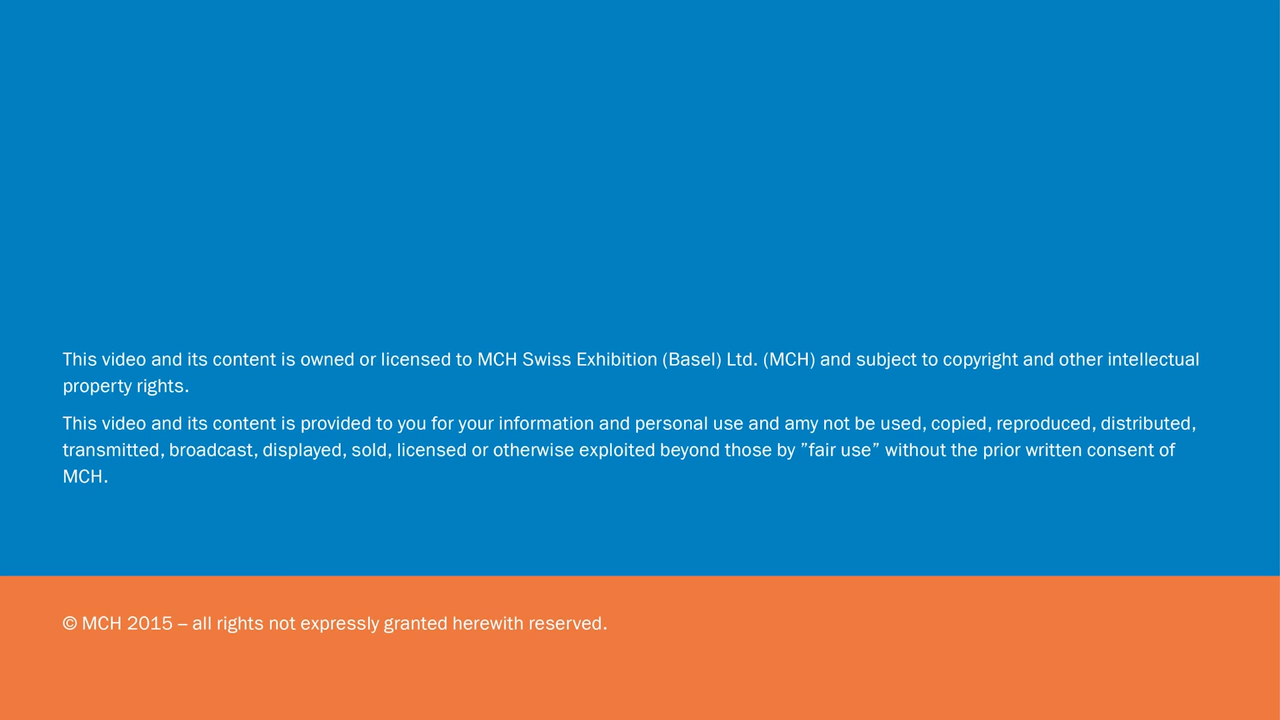 This video and its content is owned or licensed to MCH Swiss Exhibition (Basel) Ltd. (MCH) and subject to copyright and other intellectual
property rights.
This video and its content is provided to you for your information and personal use and amy not be used, copied, reproduced, distributed,
transmitted, broadcast, displayed, sold, licensed or otherwise exploited beyond those by ”fair use” without the prior written consent of
MCH.
© MCH 2015 – all rights not expressly granted herewith reserved.